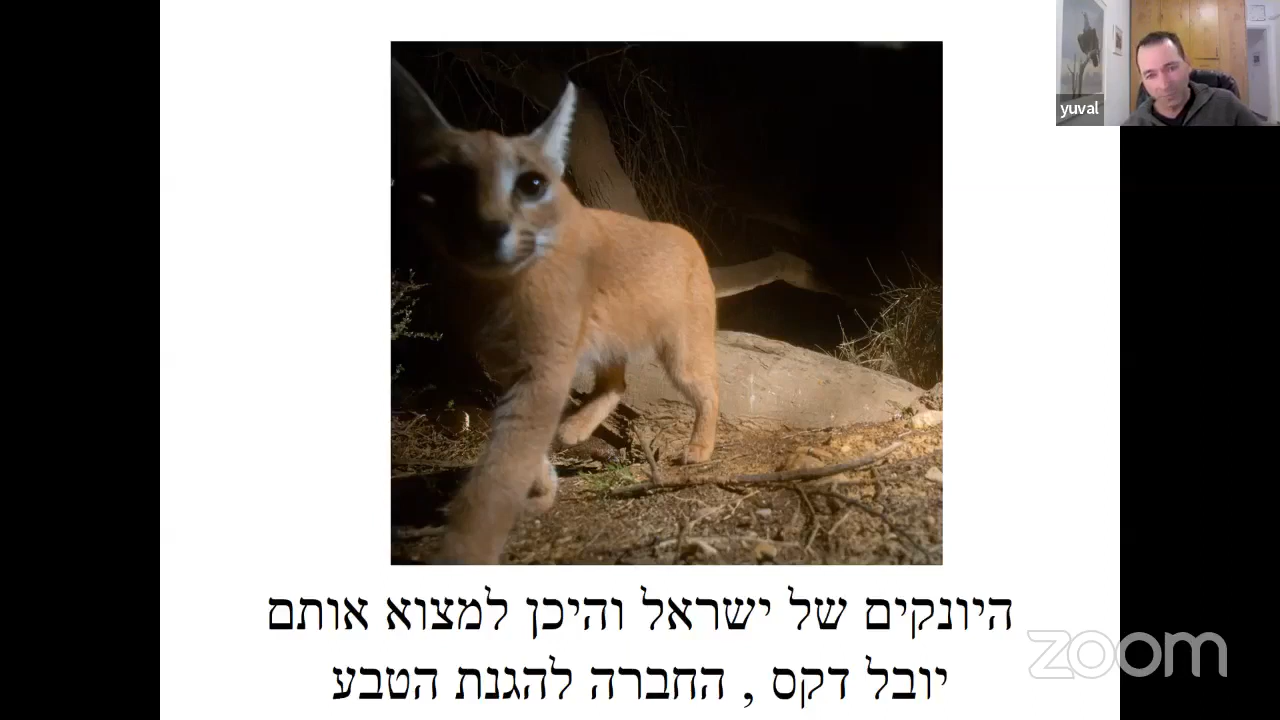 yuval
היונקים של ישראל והיכן למצוא אותם
יובל דקס , החברה להגנת הטבע
zoom